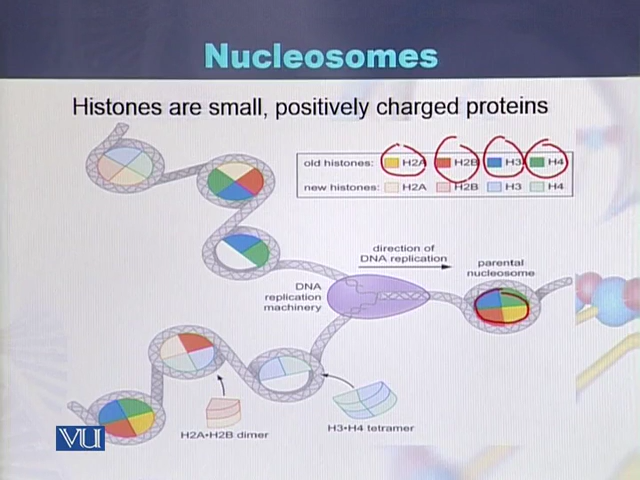 Nucleosomes
Histones are small, positively charged proteins
old histones: H2A H2B H3 H4
new histones: H2A H2B H3 H4
direction of
DNA replication
parental
nucleosome
DNA
replication
machinery
H2A•H2B dimer
H3•H4 tetramer
VU